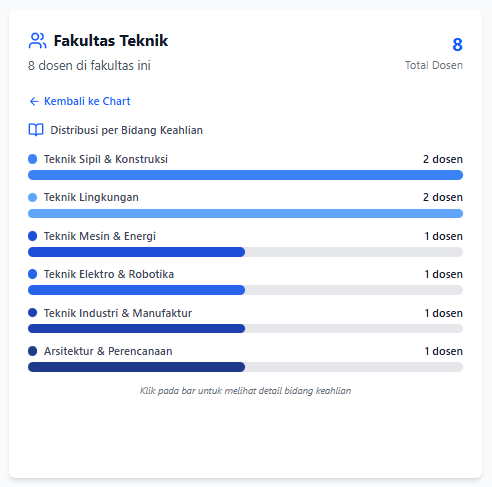 Fakultas Teknik
8 dosen di fakultas ini
8
Total Dosen
← Kembali ke Chart
Distribusi per Bidang Keahlian
Teknik Sipil & Konstruksi 2 dosen
Teknik Lingkungan 2 dosen
Teknik Mesin & Energi 1 dosen
Teknik Elektro & Robotika 1 dosen
Teknik Industri & Manufaktur 1 dosen
Arsitektur & Perencanaan 1 dosen
Klik pada bar untuk melihat detail bidang keahlian